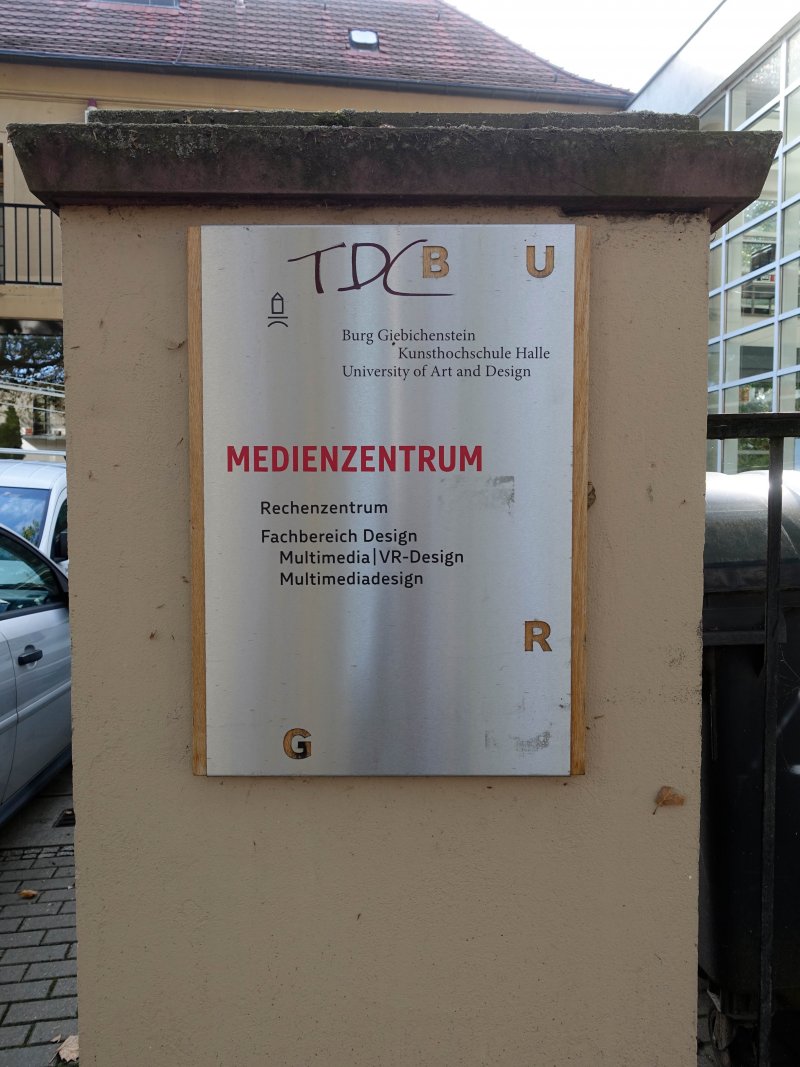 TDC
B U
Burg Giebichenstein
Kunsthochschule Halle
University of Art and Design
MEDIENZENTRUM
Rechenzentrum
Fachbereich Design
Multimedia|VR-Design
Multimediadesign
R
G